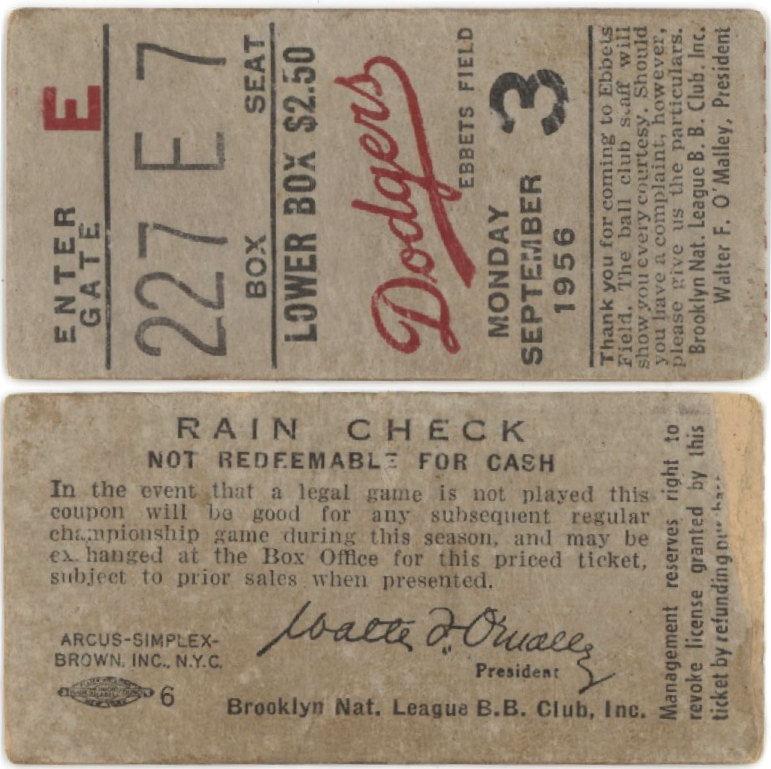 ENTER
GATE E
227 E 7
BOX SEAT
LOWER BOX $2.50
Dodgers
EBBETS FIELD
MONDAY
SEPTEMBER 3
1956
Thank you for coming to Ebbets
Field. The ball club staff will
show you every courtesy. Should
you have a complaint, however,
please give us the particulars.
Brooklyn Nat. League B. B. Club. Inc.
Walter F. O'Malley, President
RAIN CHECK
NOT REDEEMABLE FOR CASH
In the event that a legal game is not played this
coupon will be good for any subsequent regular
championship game during this season, and may be
exchanged at the Box Office for this priced ticket,
subject to prior sales when presented.
Walter F. O'Malley
President
Brooklyn Nat. League B.B. Club, Inc.
ARCUS-SIMPLEX-
BROWN, INC., N.Y.C.
6
Management reserves right to
revoke license granted by this
ticket by refunding